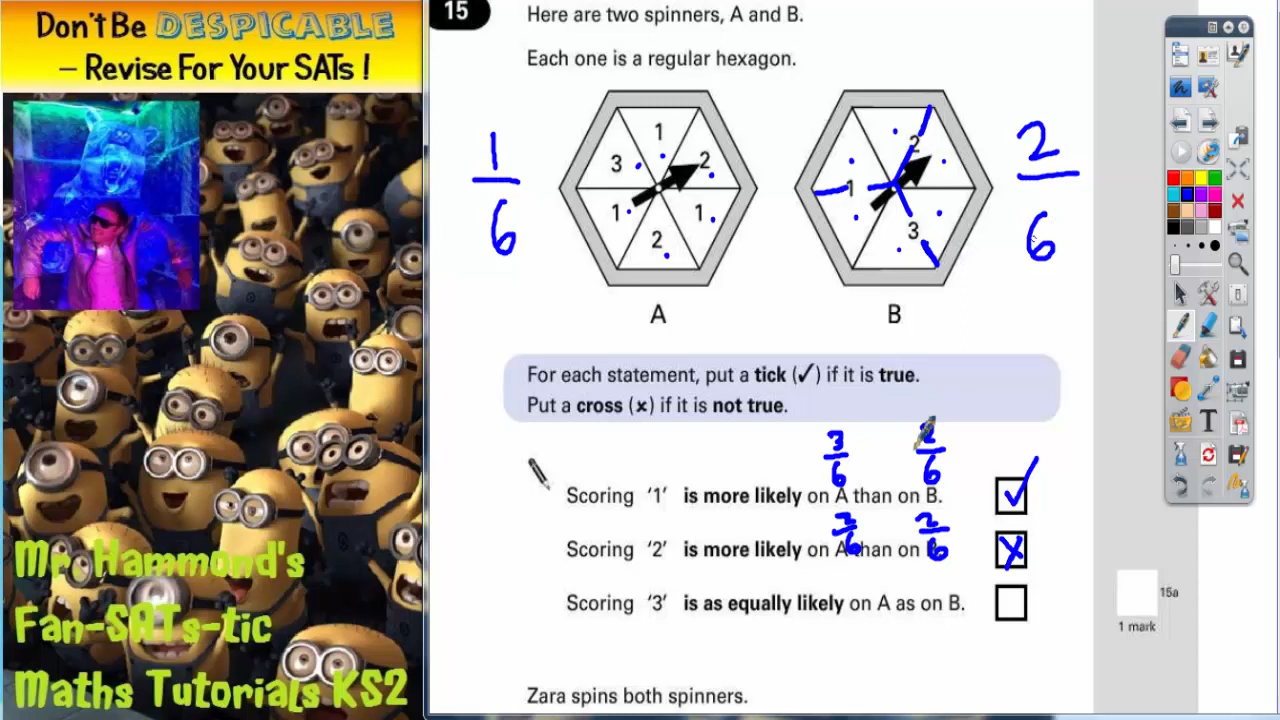 Don't Be DESPICABLE
– Revise For Your SATs !
Mr Hammond's
Fan-SATs-tic
Maths Tutorials KS2
15
Here are two spinners, A and B.
Each one is a regular hexagon.
1
6
1
3
2
1
1
2
A
2
1
3
B
2
6
For each statement, put a tick (✓) if it is true.
Put a cross (×) if it is not true.
3 2
6 6
Scoring '1' is more likely on A than on B. ✓
2 2
6 6
Scoring '2' is more likely on A than on B. X
Scoring '3' is as equally likely on A as on B.
15a
1 mark
Zara spins both spinners.
T